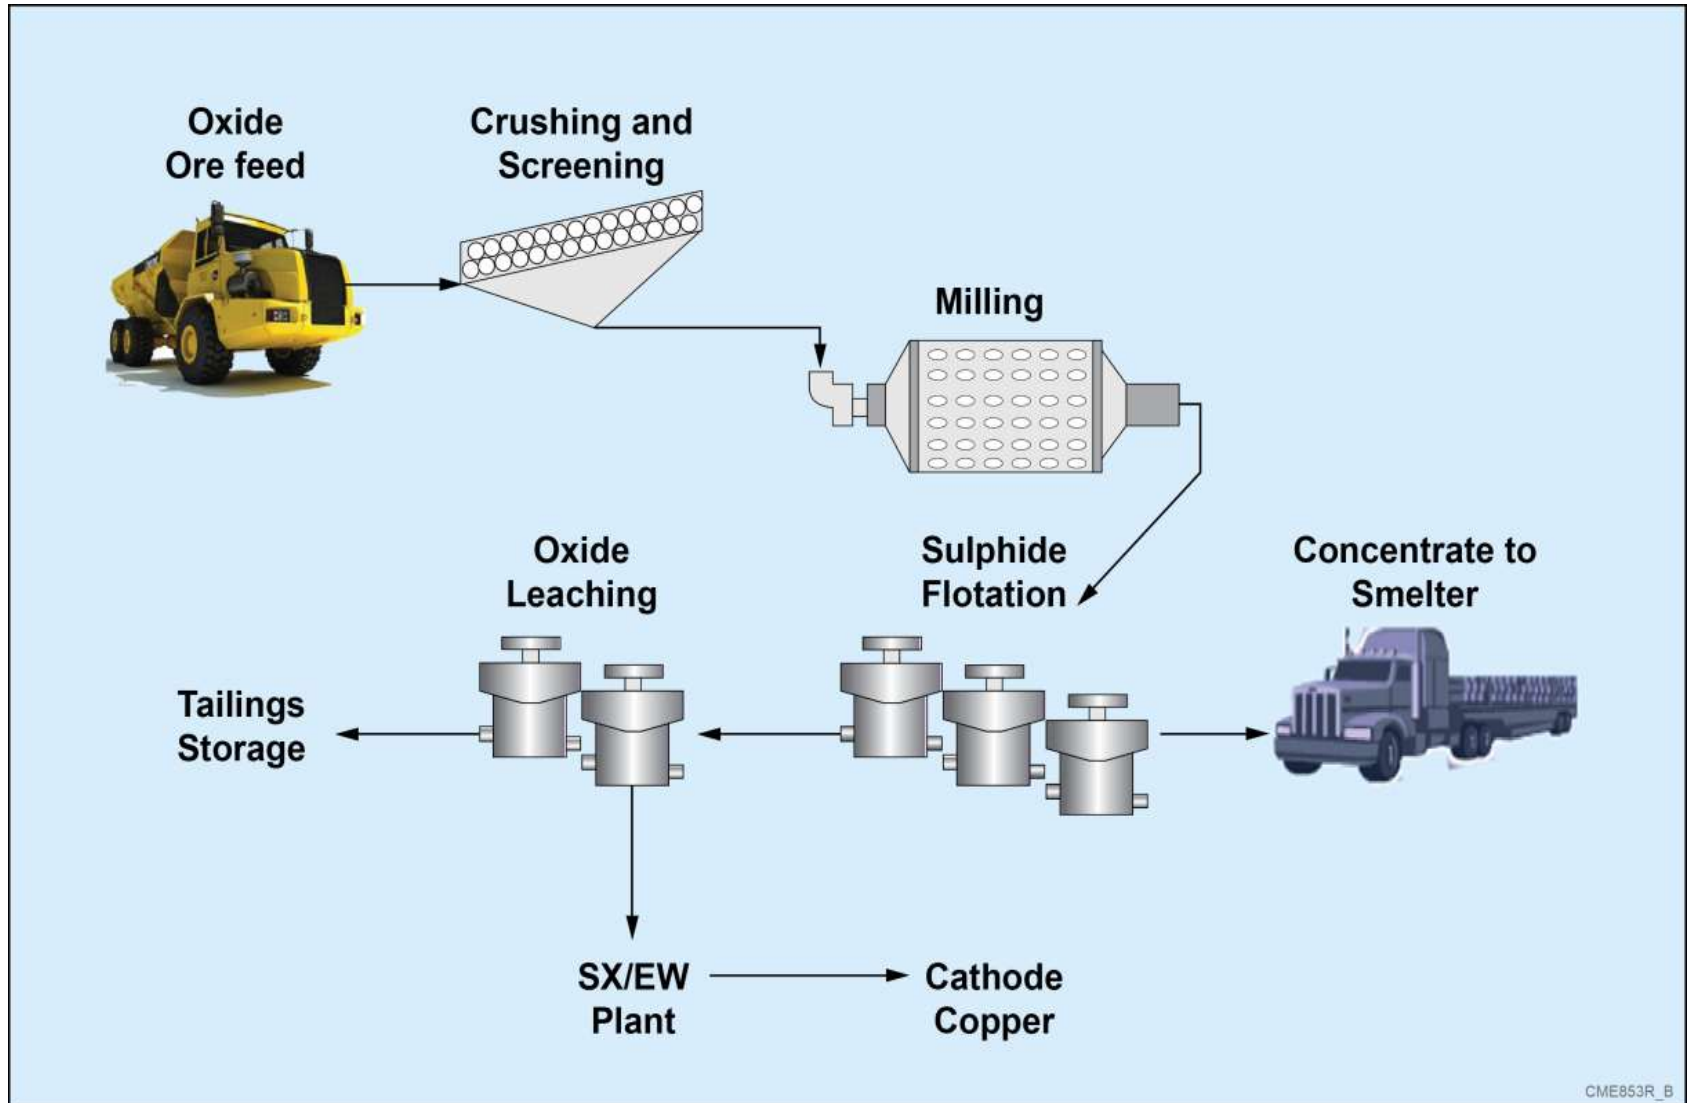 Oxide
Ore feed
Crushing and
Screening
Milling
Oxide
Leaching
Sulphide
Flotation
Concentrate to
Smelter
Tailings
Storage
SX/EW
Plant
Cathode
Copper
CME853R_B